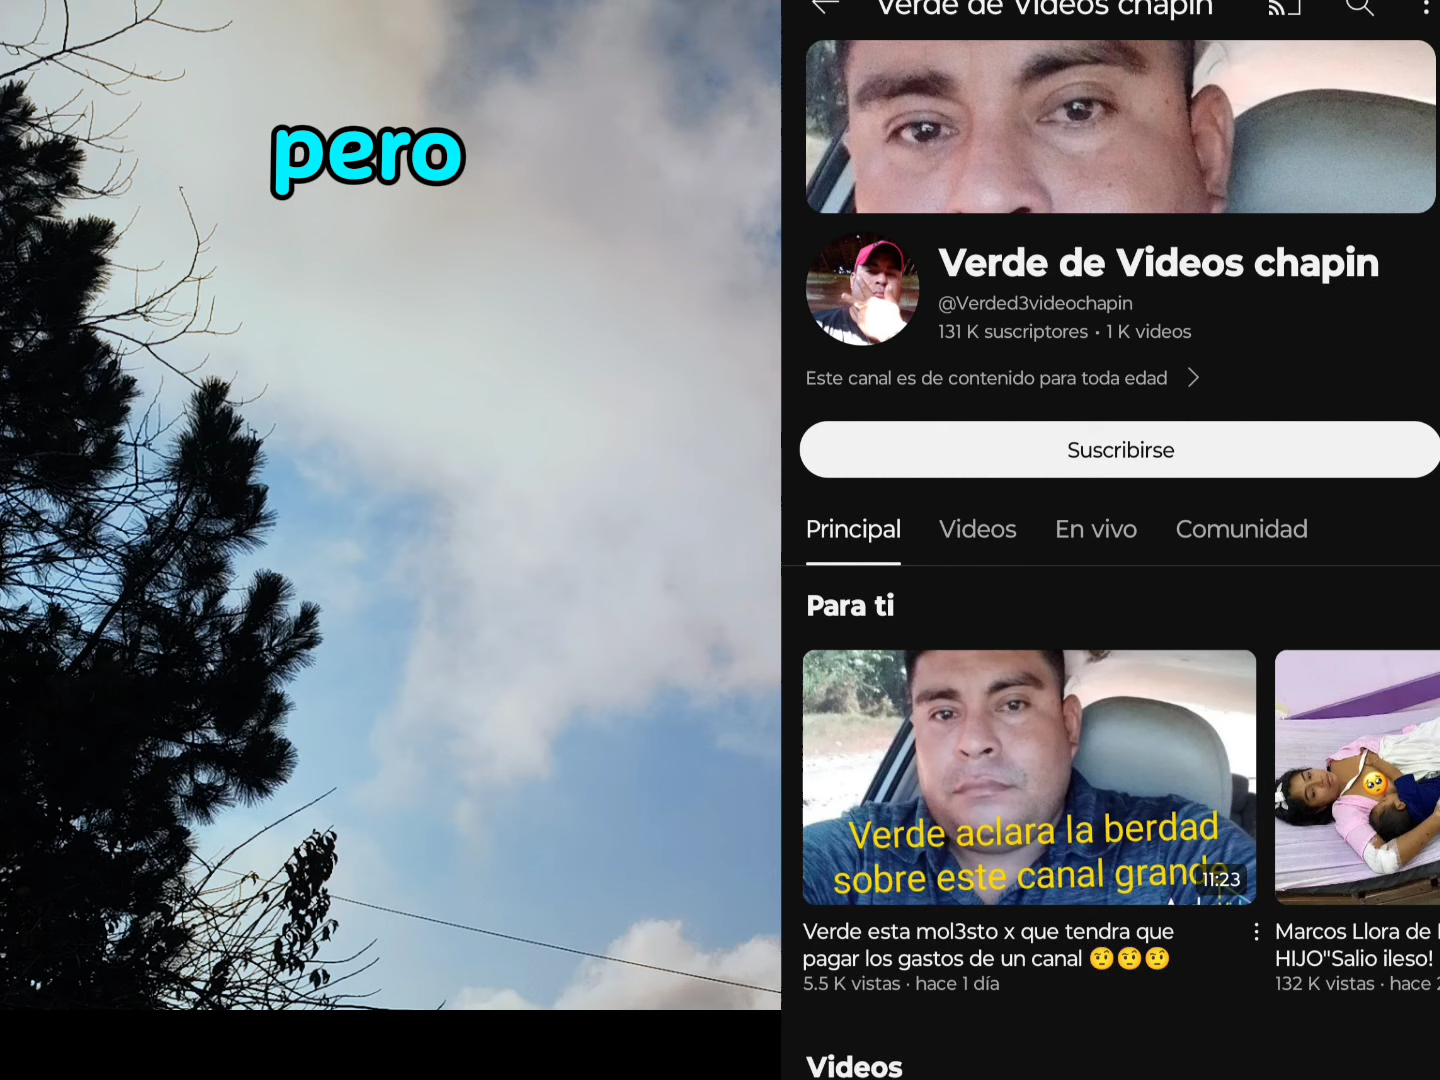 pero
Verde de Videos chapin
Verde de Videos chapin
@Verded3videochapin
131 K suscriptores · 1 K videos
Este canal es de contenido para toda edad
Suscribirse
Principal
Videos
En vivo
Comunidad
Para ti
Verde aclara la berdad
sobre este canal grande
11:23
Verde esta mol3sto x que tendra que
pagar los gastos de un canal 🤨🤨🤨
5.5 K vistas · hace 1 día
Marcos Llora de
HIJO"Salio ileso!
132 K vistas · hace
Videos